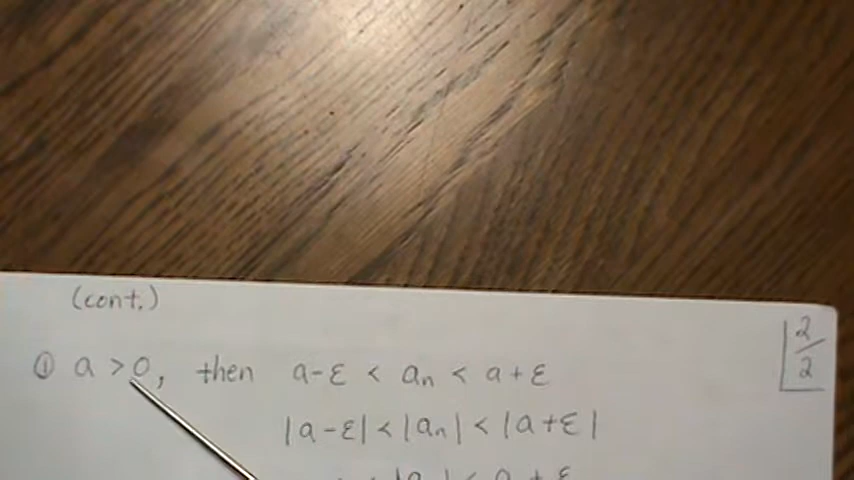 (cont.)
2/2
① a > 0, then a-ε < aₙ < a+ε
|a-ε| < |aₙ| < |a+ε|
< |a | < a + ε